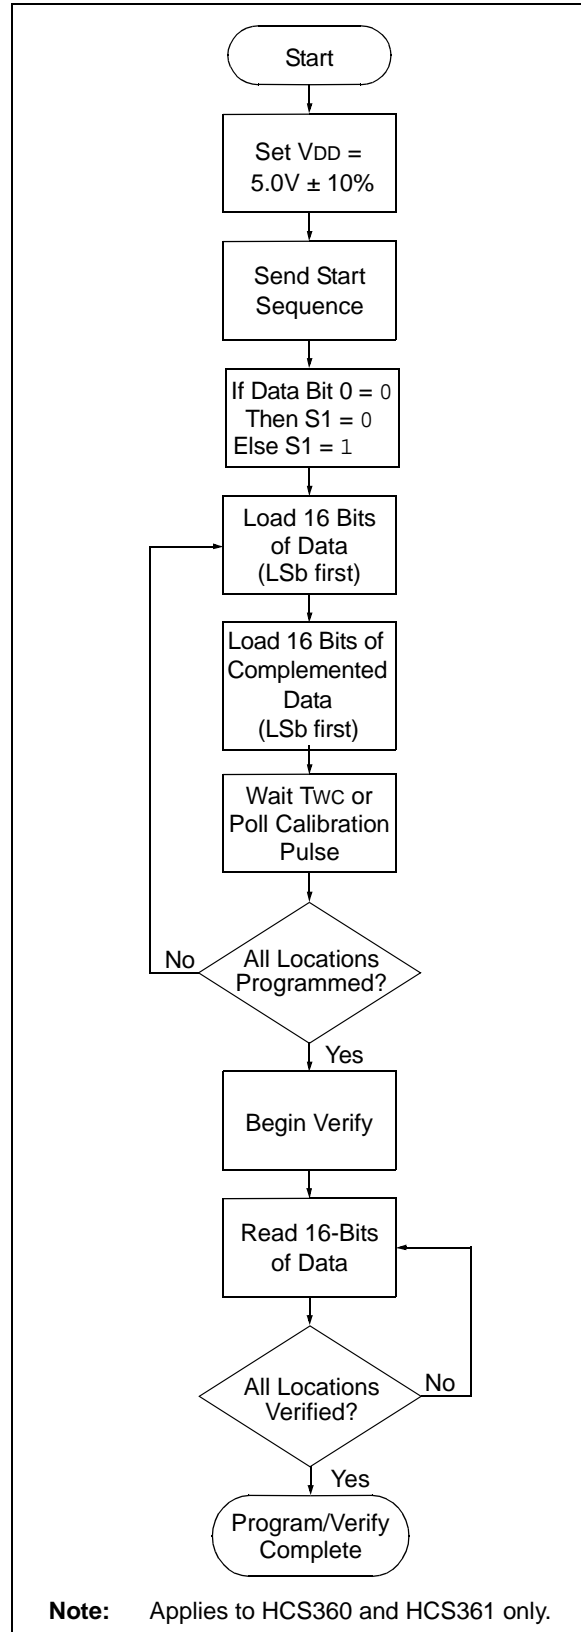 Start
Set VDD =
5.0V ± 10%
Send Start
Sequence
If Data Bit 0 = 0
Then S1 = 0
Else S1 = 1
Load 16 Bits
of Data
(LSb first)
Load 16 Bits of
Complemented
Data
(LSb first)
Wait TWC or
Poll Calibration
Pulse
All Locations
Programmed?
No
Yes
Begin Verify
Read 16-Bits
of Data
All Locations
Verified?
No
Yes
Program/Verify
Complete
Note: Applies to HCS360 and HCS361 only.